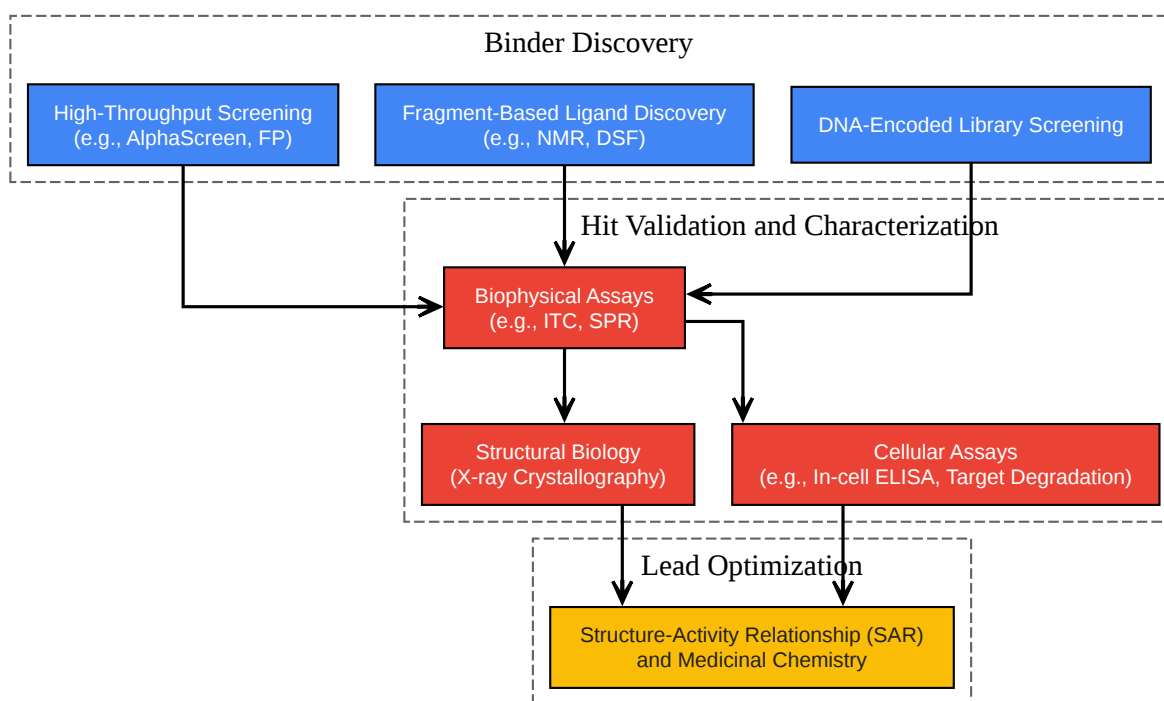 Binder Discovery
High-Throughput Screening
(e.g., AlphaScreen, FP)
Fragment-Based Ligand Discovery
(e.g., NMR, DSF)
DNA-Encoded Library Screening
Hit Validation and Characterization
Biophysical Assays
(e.g., ITC, SPR)
Structural Biology
(X-ray Crystallography)
Cellular Assays
(e.g., In-cell ELISA, Target Degradation)
Lead Optimization
Structure-Activity Relationship (SAR)
and Medicinal Chemistry